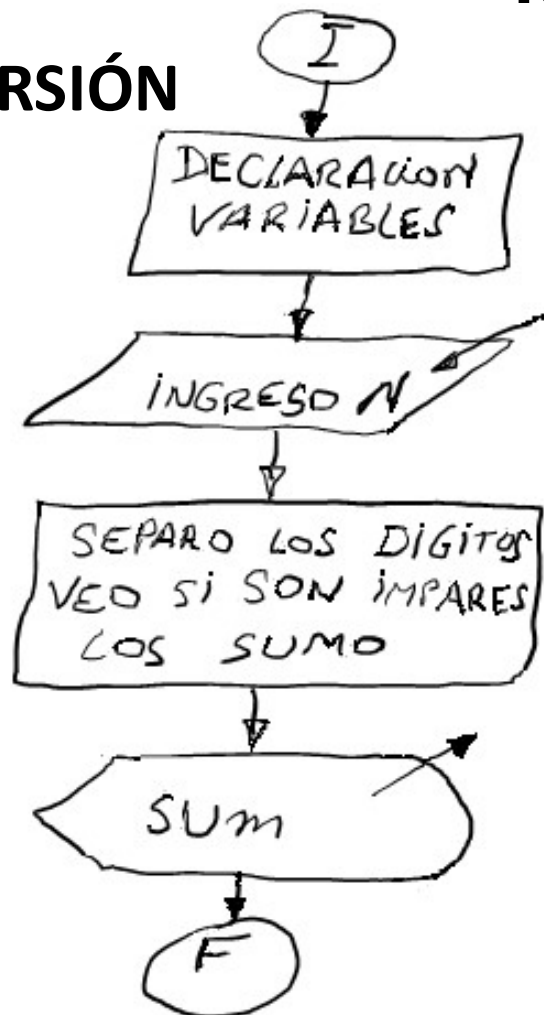 I
RSIÓN
DECLARACION
VARIABLES
INGRESO N
SEPARO LOS DIGITOS
VEO SI SON IMPARES
LOS SUMO
SUM
F